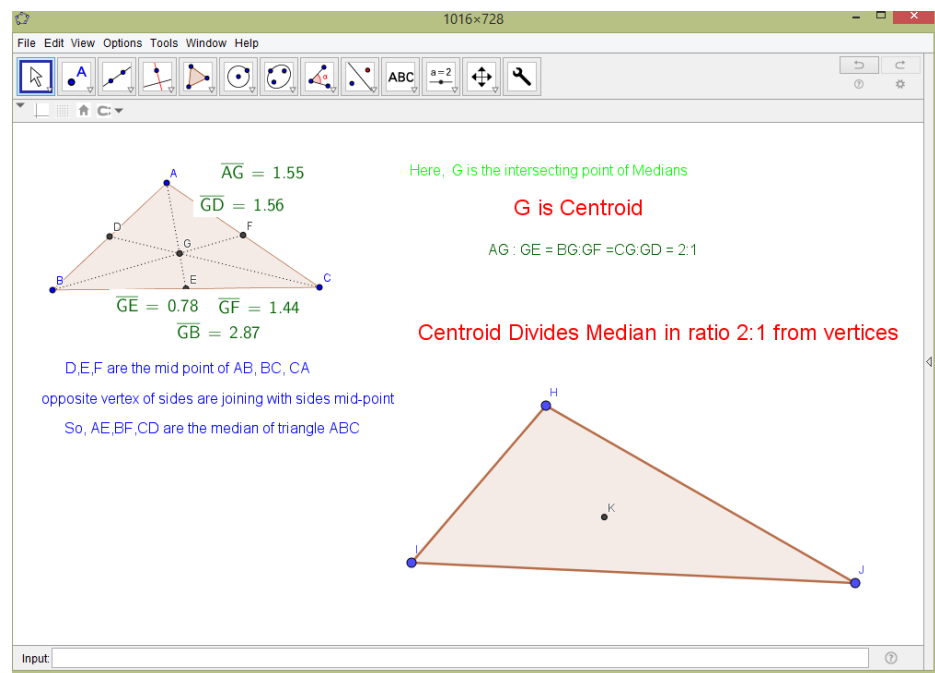 1016×728
File Edit View Options Tools Window Help
A ABC a=2
α
C
A
AG = 1.55
GD = 1.56
D
F
G
B
E
C
GE = 0.78 GF = 1.44
GB = 2.87
D,E,F are the mid point of AB, BC, CA
opposite vertex of sides are joining with sides mid-point
So, AE,BF,CD are the median of triangle ABC
Here, G is the intersecting point of Medians
G is Centroid
AG : GE = BG:GF =CG:GD = 2:1
Centroid Divides Median in ratio 2:1 from vertices
H
K
I
J
Input: